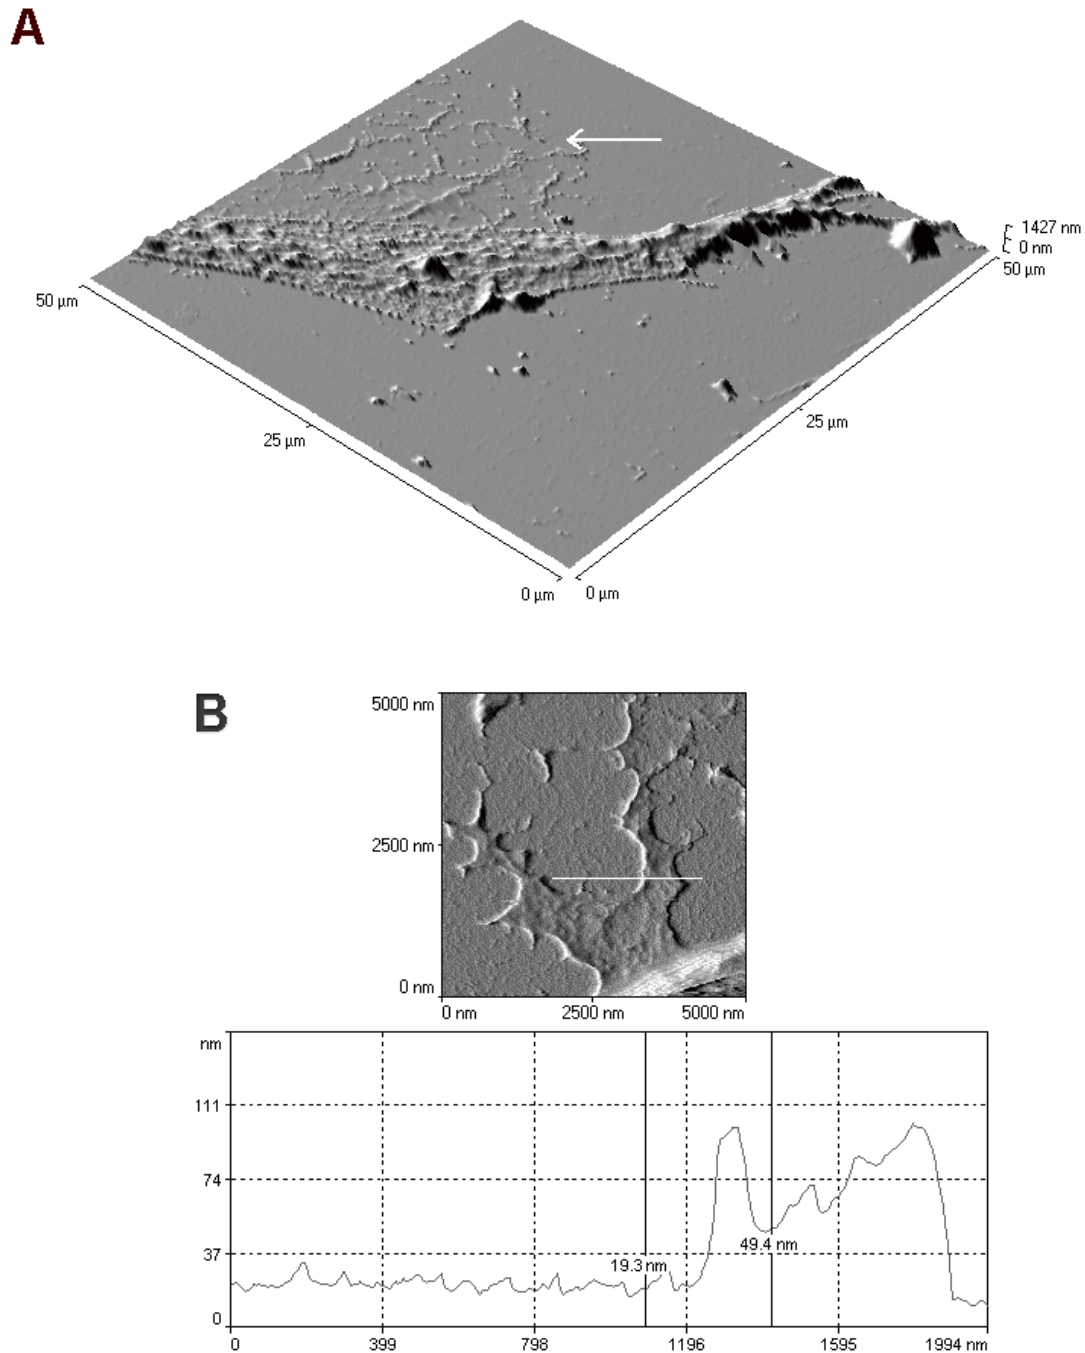 A
1427 nm
0 nm
50 µm
50 µm
25 µm
25 µm
0 µm
0 µm
B
5000 nm
2500 nm
0 nm
0 nm 2500 nm 5000 nm
nm
111
74
37
49.4 nm
19.3 nm
0
0 399 798 1196 1595 1994 nm